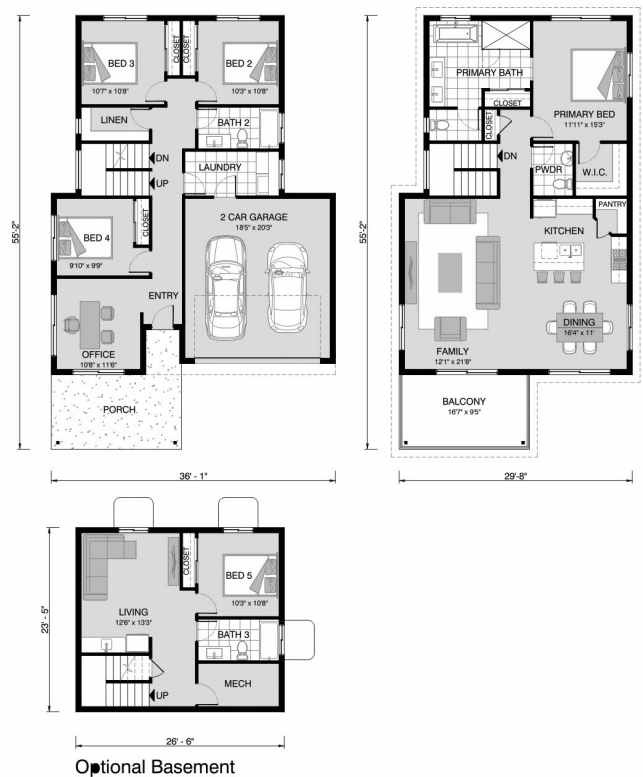 BED 3
10'7" x 10'8"
CLOSET
CLOSET
BED 2
10'3" x 10'8"
LINEN
BATH 2
DN
UP
LAUNDRY
BED 4
9'10" x 9'9"
CLOSET
2 CAR GARAGE
18'5" x 20'3"
ENTRY
OFFICE
10'8" x 11'6"
PORCH
55'-2"
36' - 1"
PRIMARY BATH
CLOSET
CLOSET
PRIMARY BED
11'11" x 15'3"
DN
PWDR
W.I.C.
PANTRY
KITCHEN
DINING
16'4" x 11'
FAMILY
12'1" x 21'8"
BALCONY
16'7" x 9'5"
55'-2"
29'-8"
CLOSET
BED 5
10'3" x 10'8"
LIVING
12'6" x 13'3"
BATH 3
MECH
UP
23' - 5"
26' - 6"
Optional Basement